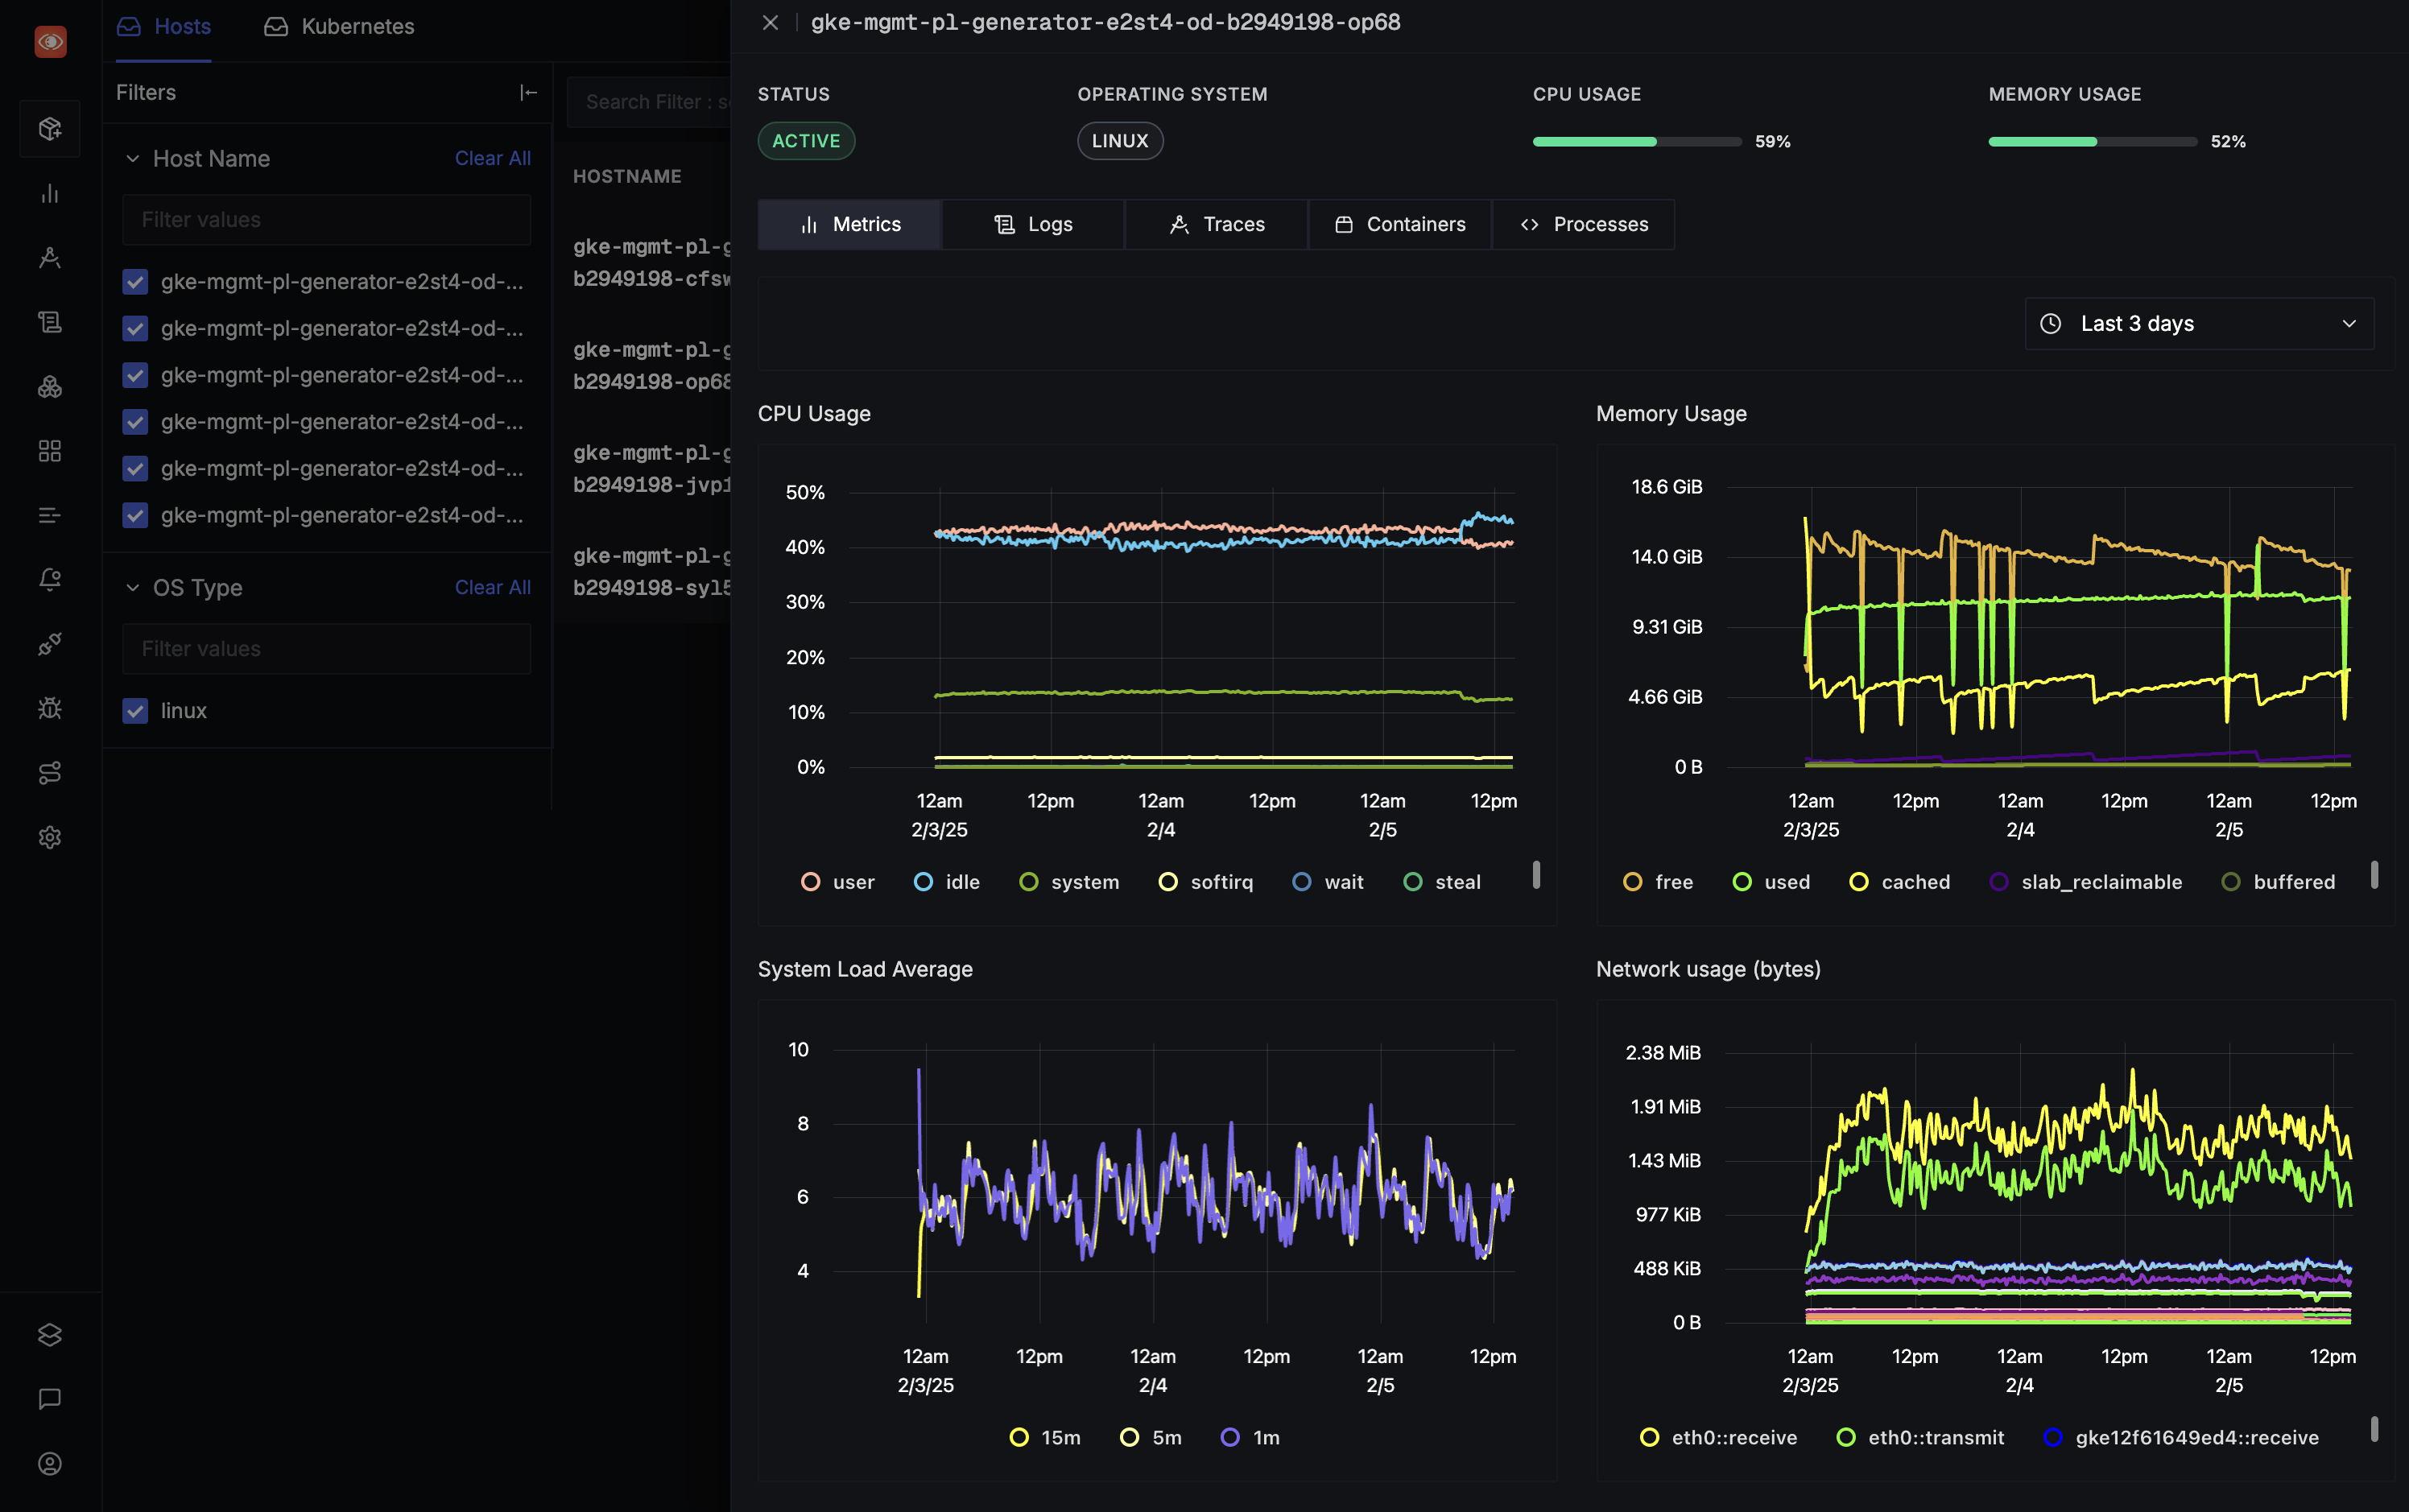 Hosts
Kubernetes
Filters
Host Name
Clear All
Filter values
gke-mgmt-pl-generator-e2st4-od-...
gke-mgmt-pl-generator-e2st4-od-...
gke-mgmt-pl-generator-e2st4-od-...
gke-mgmt-pl-generator-e2st4-od-...
gke-mgmt-pl-generator-e2st4-od-...
gke-mgmt-pl-generator-e2st4-od-...
OS Type
Clear All
Filter values
linux
Search Filter :
HOSTNAME
gke-mgmt-pl-g
b2949198-cfsw
gke-mgmt-pl-g
b2949198-op68
gke-mgmt-pl-g
b2949198-jvp1
gke-mgmt-pl-g
b2949198-syl5
gke-mgmt-pl-generator-e2st4-od-b2949198-op68
STATUS
OPERATING SYSTEM
CPU USAGE
MEMORY USAGE
ACTIVE
LINUX
59%
52%
Metrics
Logs
Traces
Containers
Processes
Last 3 days
CPU Usage
50%
40%
30%
20%
10%
0%
12am 12pm 12am 12pm 12am 12pm
2/3/25 2/4 2/5
user idle system softirq wait steal
Memory Usage
18.6 GiB
14.0 GiB
9.31 GiB
4.66 GiB
0 B
12am 12pm 12am 12pm 12am 12pm
2/3/25 2/4 2/5
free used cached slab_reclaimable buffered
System Load Average
10
8
6
4
12am 12pm 12am 12pm 12am 12pm
2/3/25 2/4 2/5
15m 5m 1m
Network usage (bytes)
2.38 MiB
1.91 MiB
1.43 MiB
977 KiB
488 KiB
0 B
12am 12pm 12am 12pm 12am 12pm
2/3/25 2/4 2/5
eth0::receive eth0::transmit gke12f61649ed4::receive